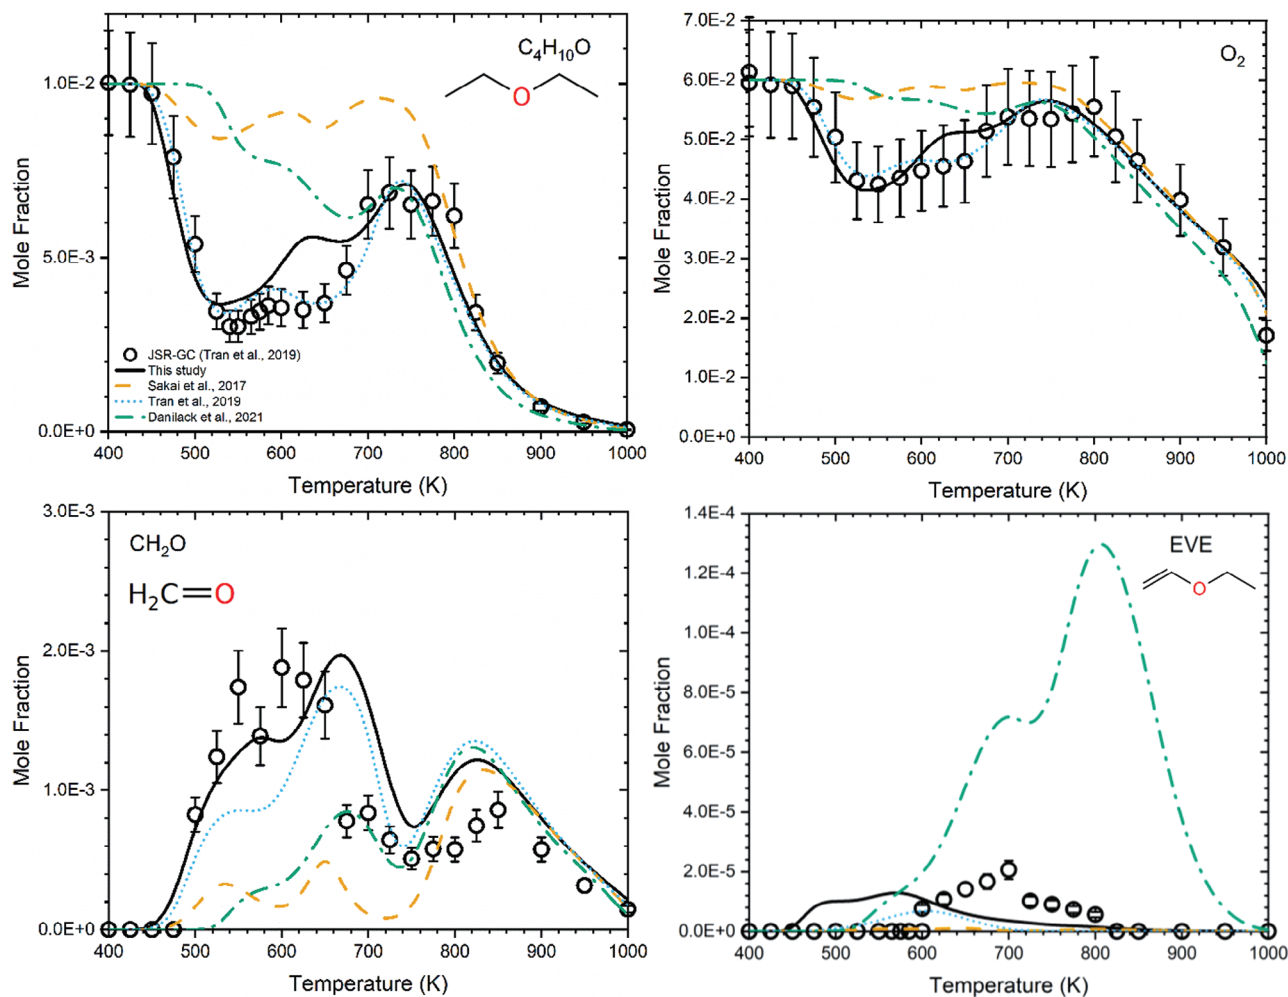 C4H10O
O
1.0E-2
5.0E-3
0.0E+0
Mole Fraction
JSR-GC (Tran et al., 2019)
This study
Sakai et al., 2017
Tran et al., 2019
Danilack et al., 2021
400 500 600 700 800 900 1000
Temperature (K)
O2
7.0E-2
6.0E-2
5.0E-2
4.0E-2
3.0E-2
2.0E-2
1.0E-2
0.0E+0
Mole Fraction
400 500 600 700 800 900 1000
Temperature (K)
CH2O
H2C=O
3.0E-3
2.0E-3
1.0E-3
0.0E+0
Mole Fraction
400 500 600 700 800 900 1000
Temperature (K)
EVE
O
1.4E-4
1.2E-4
1.0E-4
8.0E-5
6.0E-5
4.0E-5
2.0E-5
0.0E+0
Mole Fraction
400 500 600 700 800 900 1000
Temperature (K)